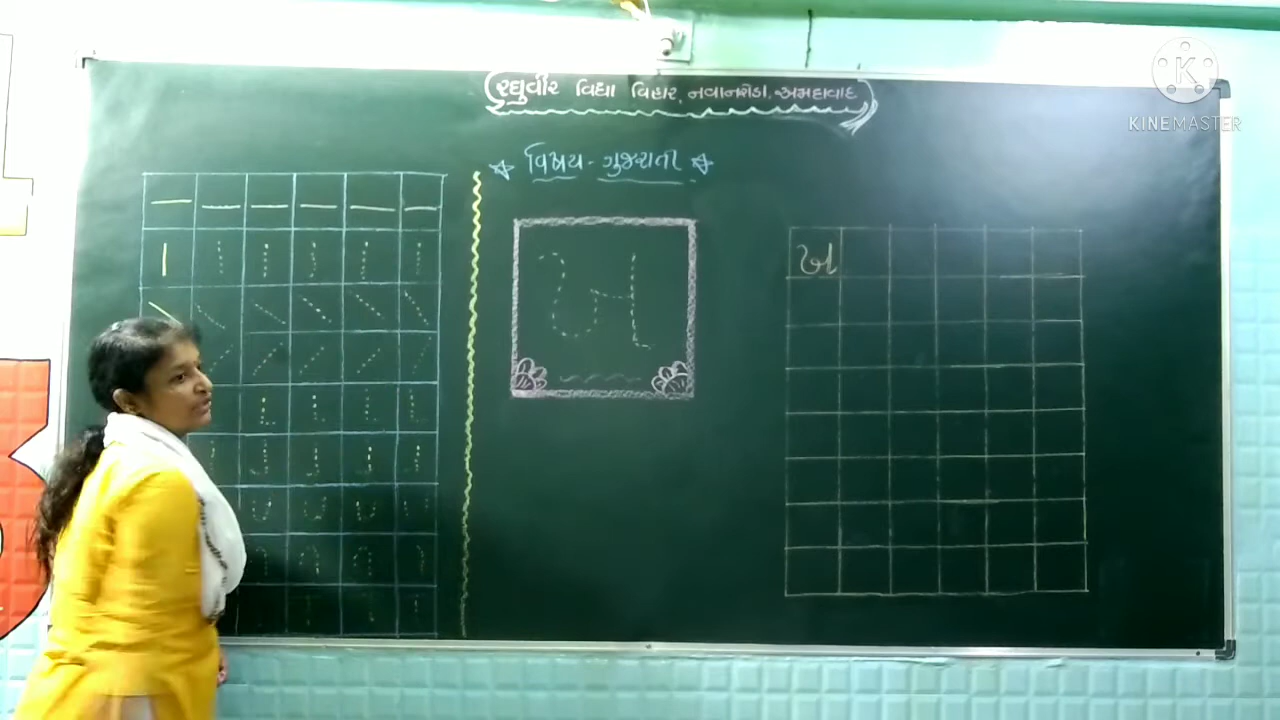 રઘુવીર વિદ્યા વિહાર, નવાનરોડા, અમદાવાદ
વિષય - ગુજરાતી
ખ
ખ
K
KINEMASTER